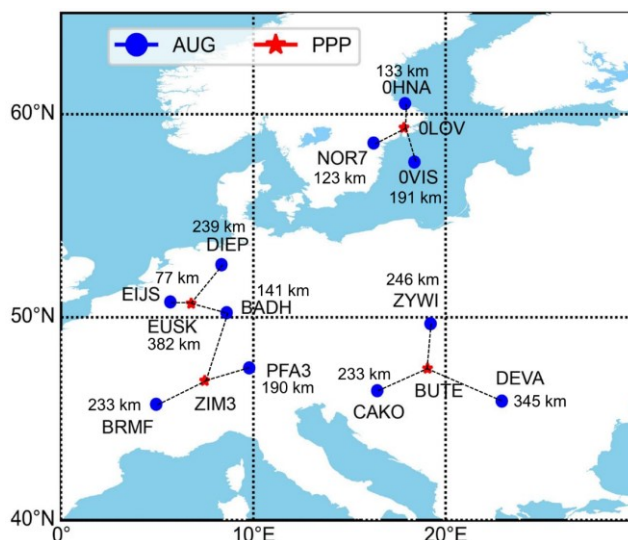 AUG
PPP
133 km
0HNA
60°N
0LOV
NOR7
123 km
0VIS
191 km
239 km
DIEP
77 km
141 km
EIJS
BADH
EUSK
382 km
246 km
ZYWI
50°N
PFA3
190 km
233 km
BRMF
ZIM3
233 km
CAKO
BUTE
DEVA
345 km
40°N
0°
10°E
20°E